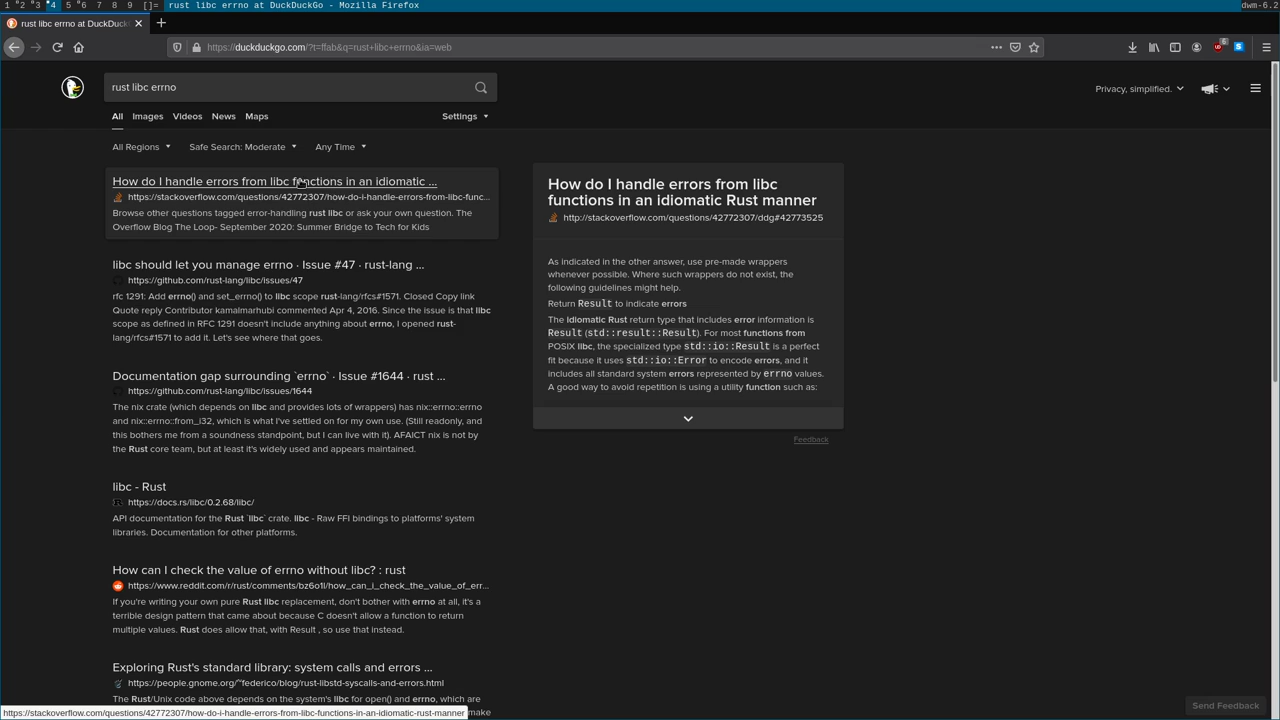 1 2 3 4 5 6 7 8 9 []= rust libc errno at DuckDuckGo - Mozilla Firefox dwm-6.2
rust libc errno at DuckDuckG
https://duckduckgo.com/?t=ffab&q=rust+libc+errno&ia=web
6
S
rust libc errno
Privacy, simplified.
All Images Videos News Maps Settings
All Regions Safe Search: Moderate Any Time
How do I handle errors from libc functions in an idiomatic ...
https://stackoverflow.com/questions/42772307/how-do-i-handle-errors-from-libc-func...
Browse other questions tagged error-handling rust libc or ask your own question. The
Overflow Blog The Loop- September 2020: Summer Bridge to Tech for Kids
libc should let you manage errno · Issue #47 · rust-lang ...
https://github.com/rust-lang/libc/issues/47
rfc 1291: Add errno() and set_errno() to libc scope rust-lang/rfcs#1571. Closed Copy link
Quote reply Contributor kamalmarhubi commented Apr 4, 2016. Since the issue is that libc
scope as defined in RFC 1291 doesn't include anything about errno, I opened rust-
lang/rfcs#1571 to add it. Let's see where that goes.
Documentation gap surrounding `errno` · Issue #1644 · rust ...
https://github.com/rust-lang/libc/issues/1644
The nix crate (which depends on libc and provides lots of wrappers) has nix::errno::errno
and nix::errno::from_i32, which is what I've settled on for my own use. (Still readonly, and
this bothers me from a soundness standpoint, but I can live with it). AFAICT nix is not by
the Rust core team, but at least it's widely used and appears maintained.
libc - Rust
https://docs.rs/libc/0.2.68/libc/
API documentation for the Rust `libc` crate. libc - Raw FFI bindings to platforms' system
libraries. Documentation for other platforms.
How can I check the value of errno without libc? : rust
https://www.reddit.com/r/rust/comments/bz6o1l/how_can_i_check_the_value_of_err...
If you're writing your own pure Rust libc replacement, don't bother with errno at all, it's a
terrible design pattern that came about because C doesn't allow a function to return
multiple values. Rust does allow that, with Result , so use that instead.
Exploring Rust's standard library: system calls and errors ...
https://people.gnome.org/~federico/blog/rust-libstd-syscalls-and-errors.html
The Rust/Unix code above depends on the system's libc for open() and errno, which are
make
https://stackoverflow.com/questions/42772307/how-do-i-handle-errors-from-libc-functions-in-an-idiomatic-rust-manner
How do I handle errors from libc
functions in an idiomatic Rust manner
http://stackoverflow.com/questions/42772307/ddg#42773525
As indicated in the other answer, use pre-made wrappers
whenever possible. Where such wrappers do not exist, the
following guidelines might help.
Return Result to indicate errors
The idiomatic Rust return type that includes error information is
Result (std::result::Result). For most functions from
POSIX libc, the specialized type std::io::Result is a perfect
fit because it uses std::io::Error to encode errors, and it
includes all standard system errors represented by errno values.
A good way to avoid repetition is using a utility function such as:
Feedback
Send Feedback